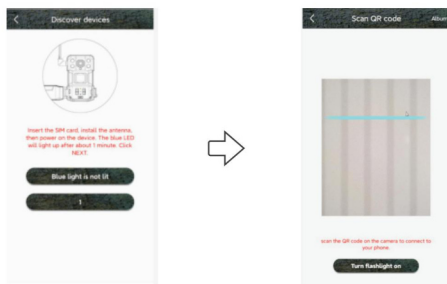 Discover devices
Insert the SIM card, install the antenna,
then power on the device. The blue LED
will light up after about 1 minute. Click
NEXT.
Blue light is not lit
1
Scan QR code
Album
scan the QR code on the camera to connect to
your phone.
Turn flashlight on